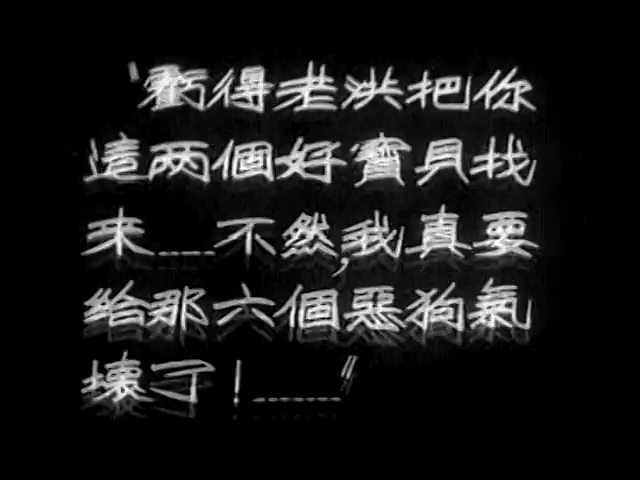 "虧得老洪把你
這两個好寶貝找
來......不然,我真要
給那六個惡狗氣
壞了!......"